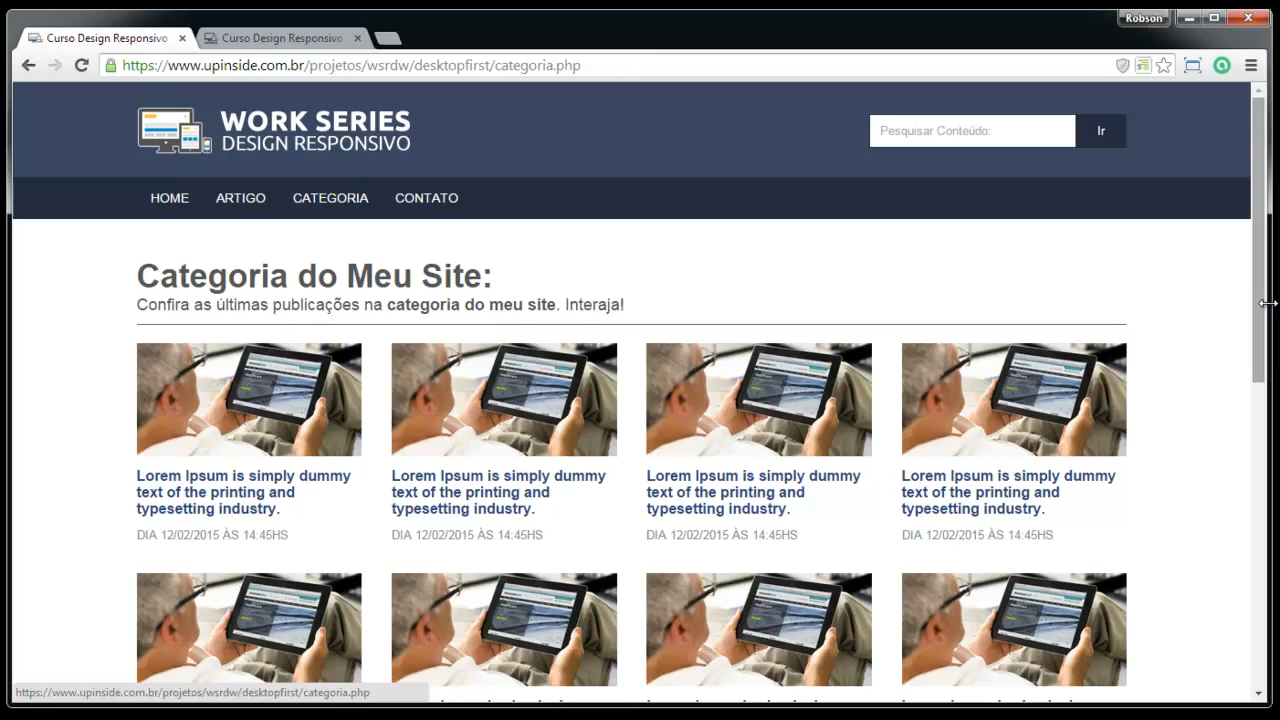 Robson
Curso Design Responsivo
Curso Design Responsivo
https://www.upinside.com.br/projetos/wsrdw/desktopfirst/categoria.php
WORK SERIES
DESIGN RESPONSIVO
Pesquisar Conteúdo:
Ir
HOME ARTIGO CATEGORIA CONTATO
Categoria do Meu Site:
Confira as últimas publicações na categoria do meu site. Interaja!
Lorem Ipsum is simply dummy
text of the printing and
typesetting industry.
DIA 12/02/2015 ÀS 14:45HS
Lorem Ipsum is simply dummy
text of the printing and
typesetting industry.
DIA 12/02/2015 ÀS 14:45HS
Lorem Ipsum is simply dummy
text of the printing and
typesetting industry.
DIA 12/02/2015 ÀS 14:45HS
Lorem Ipsum is simply dummy
text of the printing and
typesetting industry.
DIA 12/02/2015 ÀS 14:45HS
https://www.upinside.com.br/projetos/wsrdw/desktopfirst/categoria.php